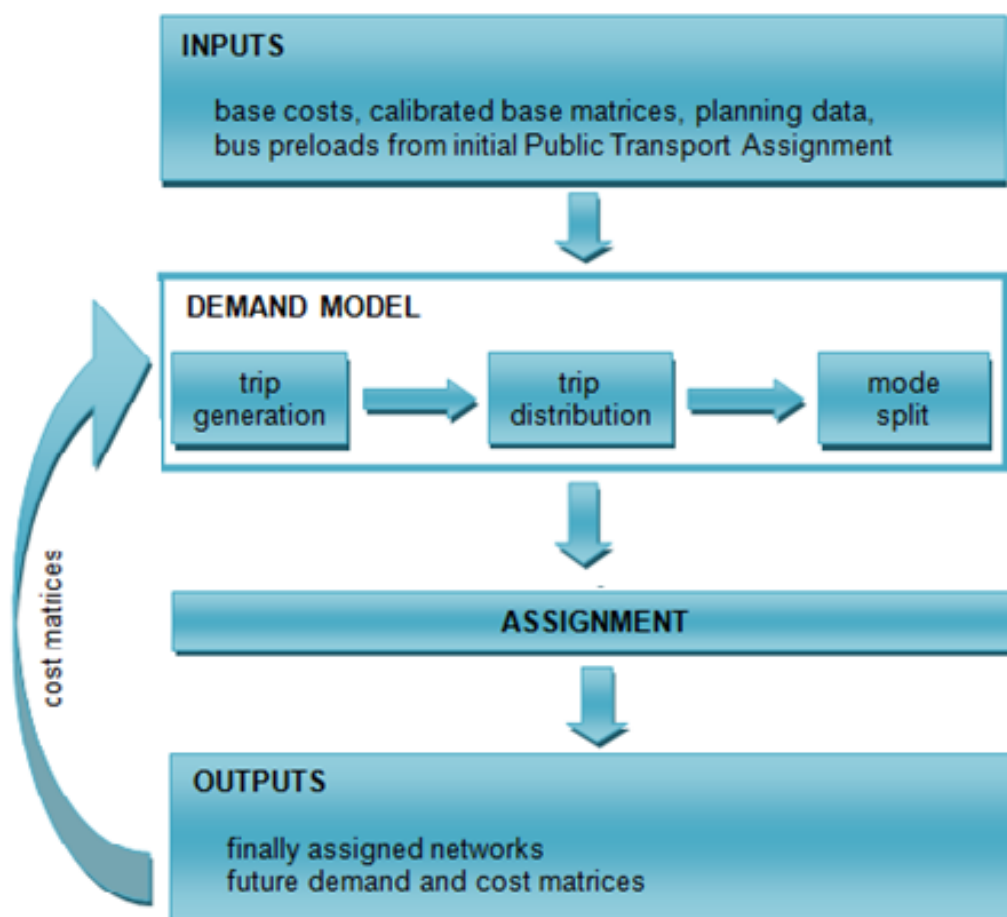 INPUTS
base costs, calibrated base matrices, planning data,
bus preloads from initial Public Transport Assignment
DEMAND MODEL
trip
generation
trip
distribution
mode
split
cost matrices
ASSIGNMENT
OUTPUTS
finally assigned networks
future demand and cost matrices